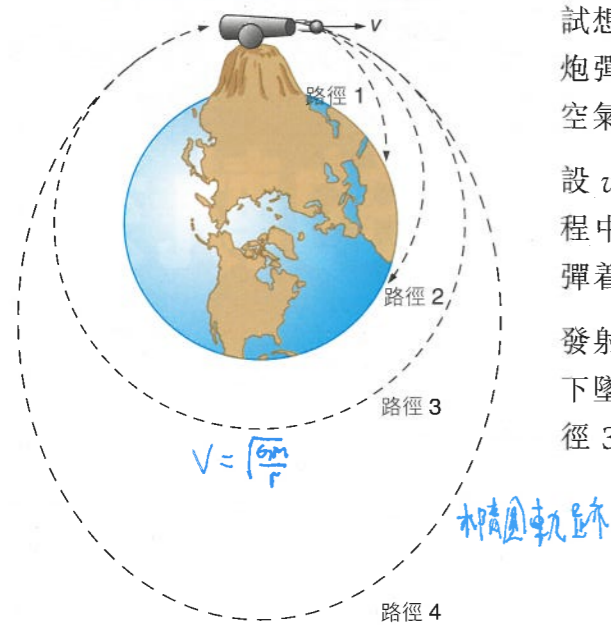 v
路徑 1
路徑 2
路徑 3
路徑 4
V = √(GM/r)
橢圓軌跡
試想
炮彈
空氣
設 v
程中
彈着
發射
下墜
徑 3